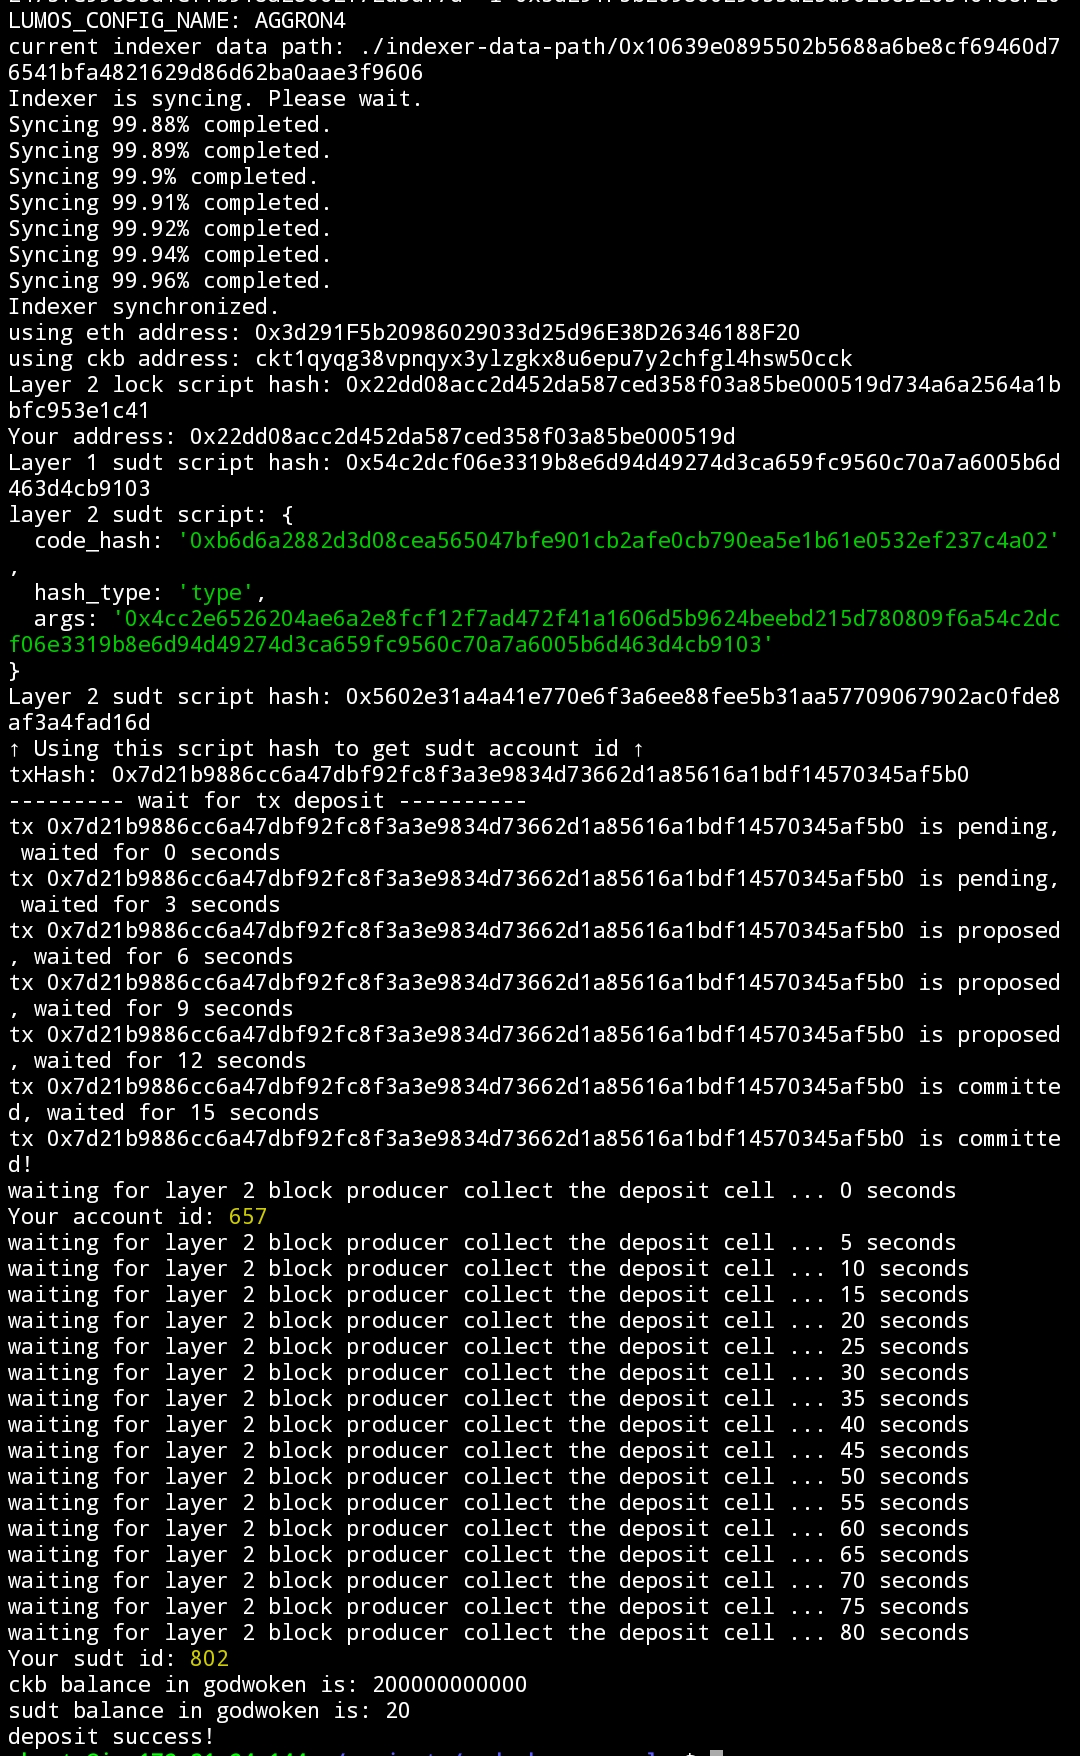 LUMOS_CONFIG_NAME: AGGRON4
current indexer data path: ./indexer-data-path/0x10639e0895502b5688a6be8cf69460d7
6541bfa4821629d86d62ba0aae3f9606
Indexer is syncing. Please wait.
Syncing 99.88% completed.
Syncing 99.89% completed.
Syncing 99.9% completed.
Syncing 99.91% completed.
Syncing 99.92% completed.
Syncing 99.94% completed.
Syncing 99.96% completed.
Indexer synchronized.
using eth address: 0x3d291F5b20986029033d25d96E38D26346188F20
using ckb address: ckt1qyqg38vpnqyx3ylzgkx8u6epu7y2chfgl4hsw50cck
Layer 2 lock script hash: 0x22dd08acc2d452da587ced358f03a85be000519d734a6a2564a1b
bfc953e1c41
Your address: 0x22dd08acc2d452da587ced358f03a85be000519d
Layer 1 sudt script hash: 0x54c2dcf06e3319b8e6d94d49274d3ca659fc9560c70a7a6005b6d
463d4cb9103
layer 2 sudt script: {
code_hash: '0xb6d6a2882d3d08cea565047bfe901cb2afe0cb790ea5e1b61e0532ef237c4a02'
,
hash_type: 'type',
args: '0x4cc2e6526204ae6a2e8fcf12f7ad472f41a1606d5b9624beebd215d780809f6a54c2dc
f06e3319b8e6d94d49274d3ca659fc9560c70a7a6005b6d463d4cb9103'
}
Layer 2 sudt script hash: 0x5602e31a4a41e770e6f3a6ee88fee5b31aa57709067902ac0fde8
af3a4fad16d
↑ Using this script hash to get sudt account id ↑
txHash: 0x7d21b9886cc6a47dbf92fc8f3a3e9834d73662d1a85616a1bdf14570345af5b0
--------- wait for tx deposit ----------
tx 0x7d21b9886cc6a47dbf92fc8f3a3e9834d73662d1a85616a1bdf14570345af5b0 is pending,
waited for 0 seconds
tx 0x7d21b9886cc6a47dbf92fc8f3a3e9834d73662d1a85616a1bdf14570345af5b0 is pending,
waited for 3 seconds
tx 0x7d21b9886cc6a47dbf92fc8f3a3e9834d73662d1a85616a1bdf14570345af5b0 is proposed
, waited for 6 seconds
tx 0x7d21b9886cc6a47dbf92fc8f3a3e9834d73662d1a85616a1bdf14570345af5b0 is proposed
, waited for 9 seconds
tx 0x7d21b9886cc6a47dbf92fc8f3a3e9834d73662d1a85616a1bdf14570345af5b0 is proposed
, waited for 12 seconds
tx 0x7d21b9886cc6a47dbf92fc8f3a3e9834d73662d1a85616a1bdf14570345af5b0 is committe
d, waited for 15 seconds
tx 0x7d21b9886cc6a47dbf92fc8f3a3e9834d73662d1a85616a1bdf14570345af5b0 is committe
d!
waiting for layer 2 block producer collect the deposit cell ... 0 seconds
Your account id: 657
waiting for layer 2 block producer collect the deposit cell ... 5 seconds
waiting for layer 2 block producer collect the deposit cell ... 10 seconds
waiting for layer 2 block producer collect the deposit cell ... 15 seconds
waiting for layer 2 block producer collect the deposit cell ... 20 seconds
waiting for layer 2 block producer collect the deposit cell ... 25 seconds
waiting for layer 2 block producer collect the deposit cell ... 30 seconds
waiting for layer 2 block producer collect the deposit cell ... 35 seconds
waiting for layer 2 block producer collect the deposit cell ... 40 seconds
waiting for layer 2 block producer collect the deposit cell ... 45 seconds
waiting for layer 2 block producer collect the deposit cell ... 50 seconds
waiting for layer 2 block producer collect the deposit cell ... 55 seconds
waiting for layer 2 block producer collect the deposit cell ... 60 seconds
waiting for layer 2 block producer collect the deposit cell ... 65 seconds
waiting for layer 2 block producer collect the deposit cell ... 70 seconds
waiting for layer 2 block producer collect the deposit cell ... 75 seconds
waiting for layer 2 block producer collect the deposit cell ... 80 seconds
Your sudt id: 802
ckb balance in godwoken is: 200000000000
sudt balance in godwoken is: 20
deposit success!